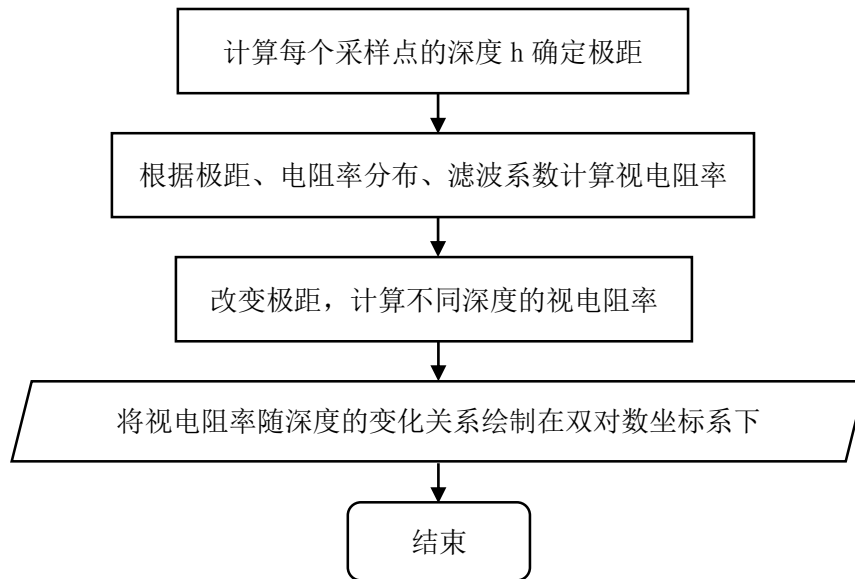 计算每个采样点的深度 h 确定极距
根据极距、电阻率分布、滤波系数计算视电阻率
改变极距，计算不同深度的视电阻率
将视电阻率随深度的变化关系绘制在双对数坐标系下
结束